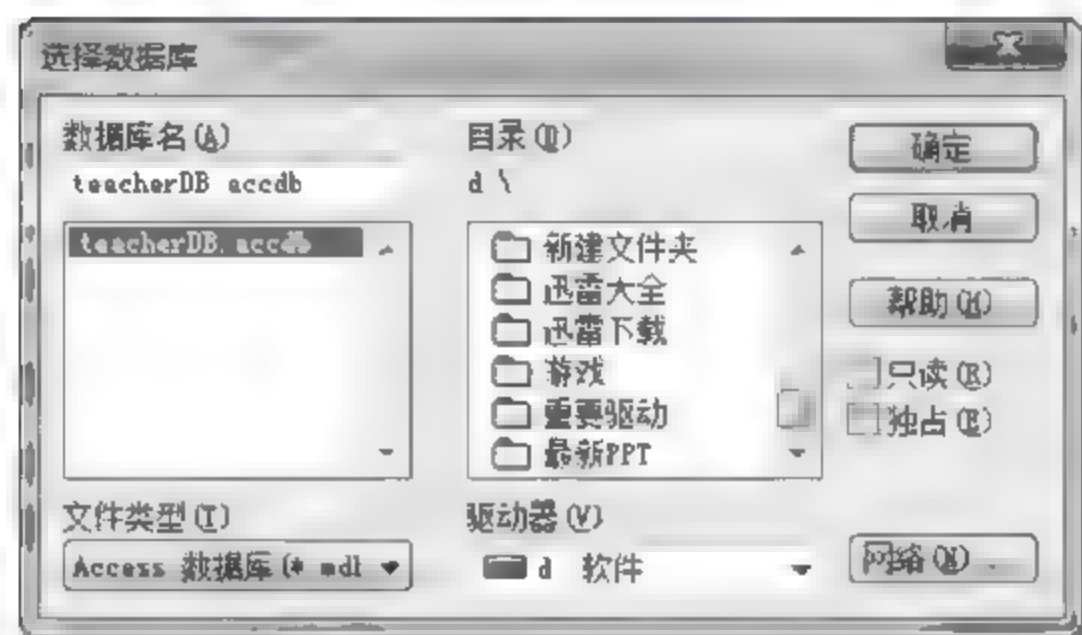 选择数据库
数据库名(A)
teacherDB accdb
teacherDB.accdb
文件类型(T)
Access 数据库(* mdl
目录(D)
d \
新建文件夹
迅雷大全
迅雷下载
游戏
重要驱动
最新PPT
驱动器(V)
d 软件
确定
取消
帮助(H)
只读(R)
独占(E)
网络(N)...